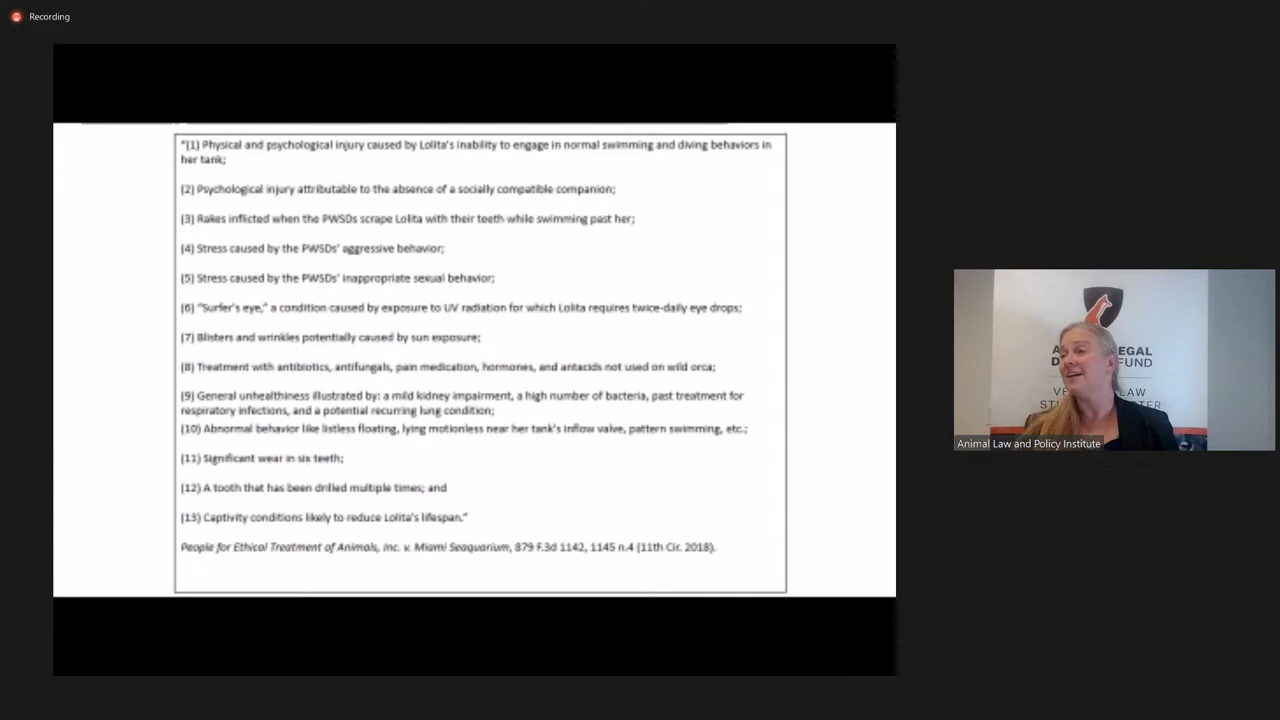 Recording
"(1) Physical and psychological injury caused by Lolita's inability to engage in normal swimming and diving behaviors in
her tank;
(2) Psychological injury attributable to the absence of a socially compatible companion;
(3) Rakes inflicted when the PWSDs scrape Lolita with their teeth while swimming past her;
(4) Stress caused by the PWSDs' aggressive behavior;
(5) Stress caused by the PWSDs' inappropriate sexual behavior;
(6) "Surfer's eye," a condition caused by exposure to UV radiation for which Lolita requires twice-daily eye drops;
(7) Blisters and wrinkles potentially caused by sun exposure;
(8) Treatment with antibiotics, antifungals, pain medication, hormones, and antacids not used on wild orca;
(9) General unhealthiness illustrated by: a mild kidney impairment, a high number of bacteria, past treatment for
respiratory infections, and a potential recurring lung condition;
(10) Abnormal behavior like listless floating, lying motionless near her tank's inflow valve, pattern swimming, etc.;
(11) Significant wear in six teeth;
(12) A tooth that has been drilled multiple times; and
(13) Captivity conditions likely to reduce Lolita's lifespan."
People for Ethical Treatment of Animals, Inc. v. Miami Seaquarium, 879 F.3d 1142, 1145 n.4 (11th Cir. 2018).
A EGAL
D FUND
VE LAW
STU TER
Animal Law and Policy Institute